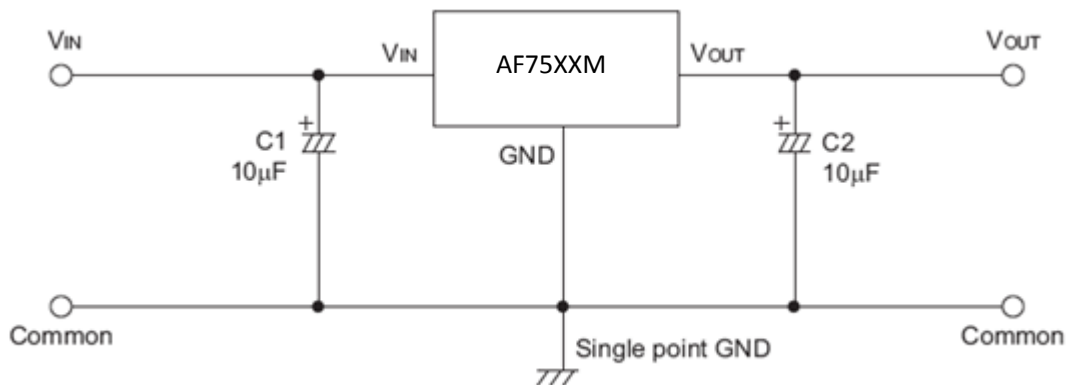 VIN
VIN
AF75XXM
VOUT
VOUT
+
C1
10μF
GND
+
C2
10μF
Common
Single point GND
Common